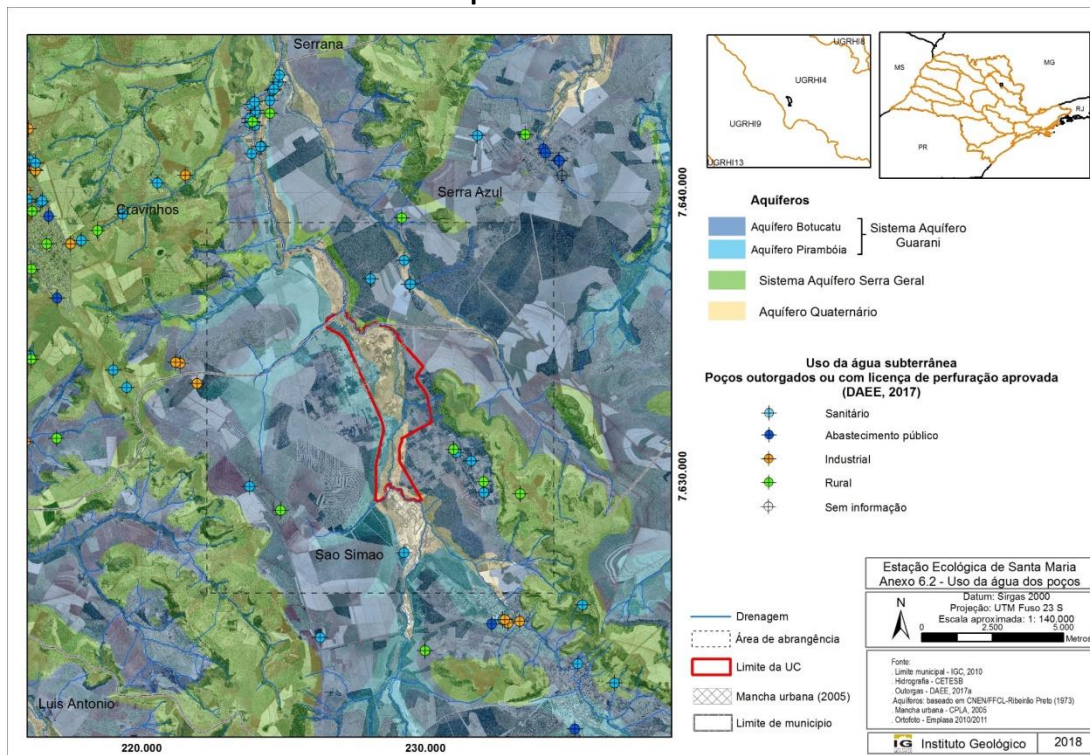 Serrana
Serra Azul
Cravinhos
Sao Simao
Luis Antonio
220.000
230.000
7.640.000
7.630.000
UGRHI8
UGRHI4
UGRHI9
UGRHI13
MS
MG
RJ
PR
Aquíferos
Aquífero Botucatu
Aquífero Pirambóia
Sistema Aquífero
Guarani
Sistema Aquífero Serra Geral
Aquífero Quaternário
Uso da água subterrânea
Poços outorgados ou com licença de perfuração aprovada
(DAEE, 2017)
Sanitário
Abastecimento público
Industrial
Rural
Sem informação
Drenagem
Área de abrangência
Limite da UC
Mancha urbana (2005)
Limite de municipio
Estação Ecológica de Santa Maria
Anexo 6.2 - Uso da água dos poços
N
Datum: Sirgas 2000
Projeção: UTM Fuso 23 S
Escala aproximada: 1: 140.000
0 2.500 5.000
Metros
Fonte:
. Limite municipal - IGC, 2010
. Hidrografia - CETESB
. Outorgas - DAEE, 2017a
. Aquíferos: baseado em CNEN/FFCL-Ribeirão Preto (1973)
. Mancha urbana - CPLA, 2005
. Ortofoto - Emplasa 2010/2011
IG Instituto Geológico 2018